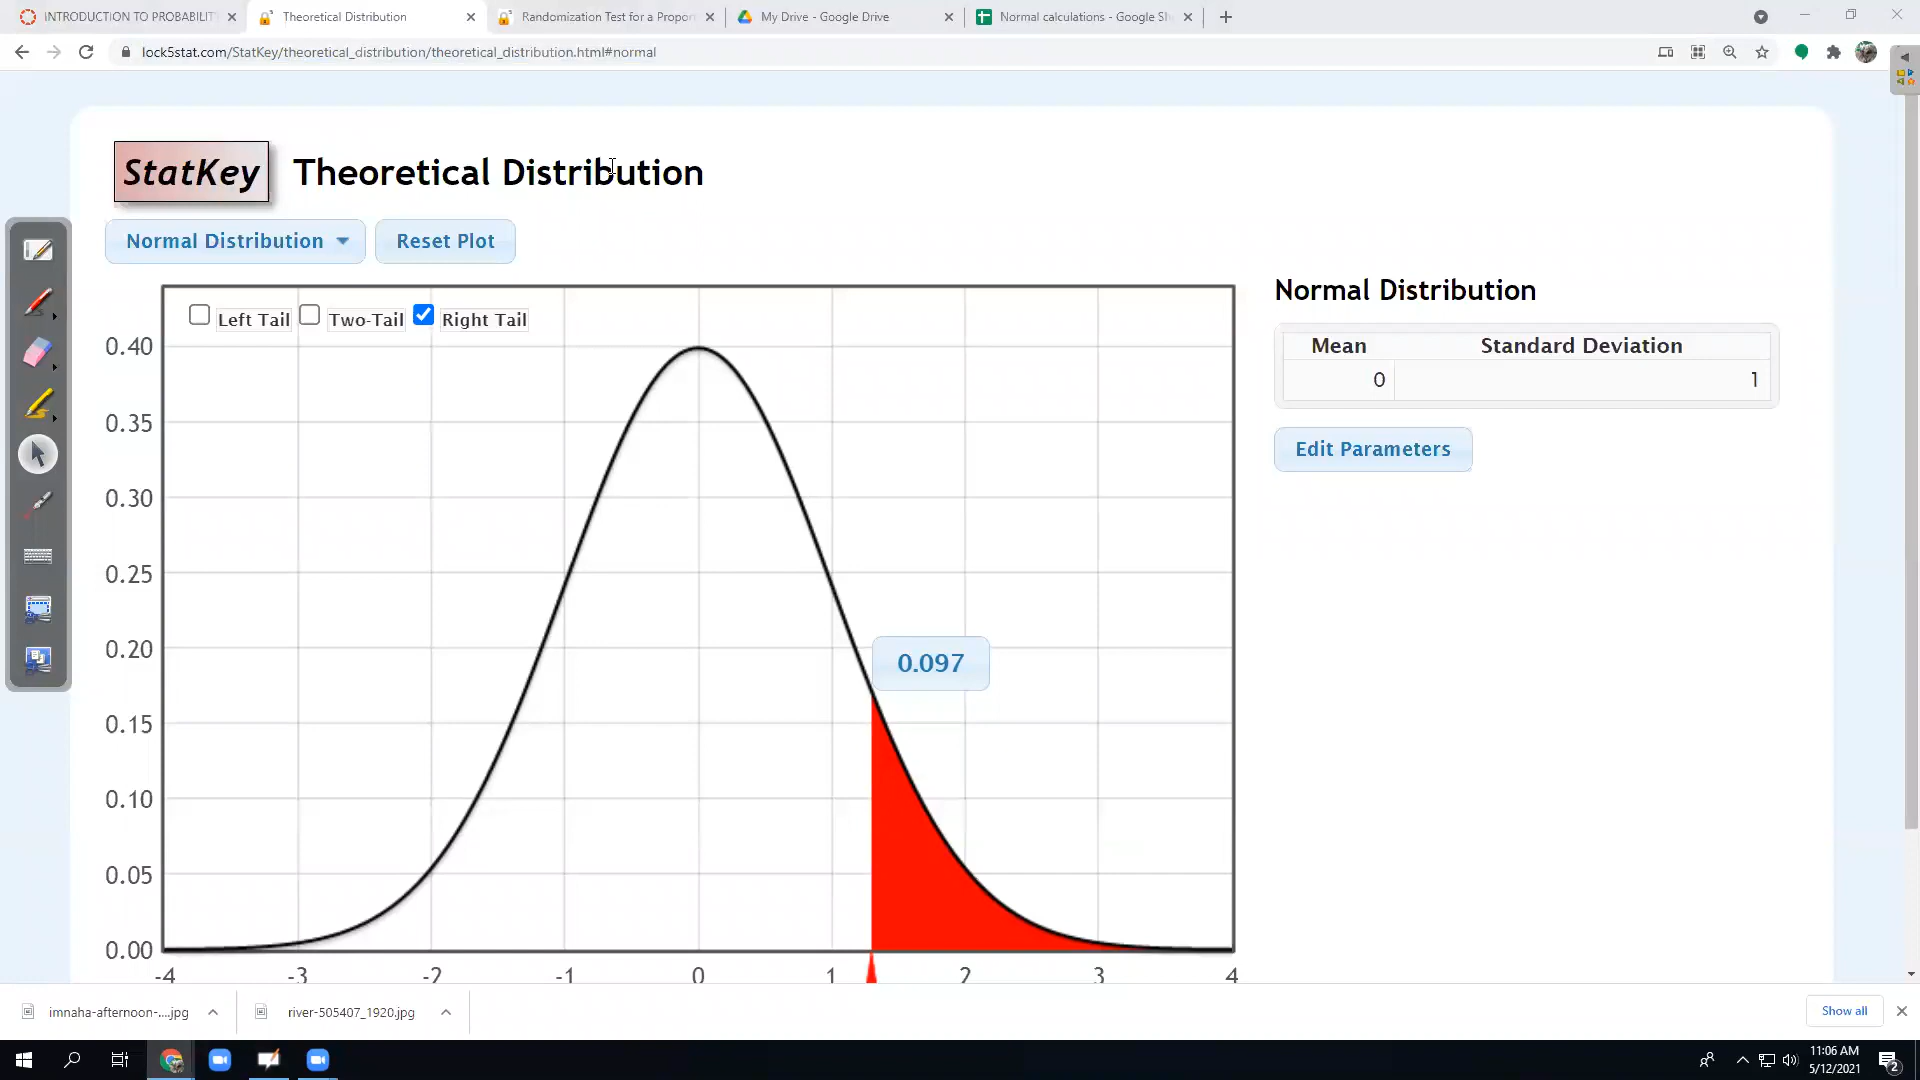 INTRODUCTION TO PROBABILIT
Theoretical Distribution
Randomization Test for a Propor
My Drive - Google Drive
Normal calculations - Google Sh
lock5stat.com/StatKey/theoretical_distribution/theoretical_distribution.html#normal
StatKey Theoretical Distribution
Normal Distribution
Reset Plot
Left Tail Two-Tail Right Tail
0.40
0.35
0.30
0.25
0.20
0.15
0.10
0.05
0.00
0.097
-4 -3 -2 -1 0 1 2 3 4
Normal Distribution
Mean Standard Deviation
0 1
Edit Parameters
imnaha-afternoon-....jpg
river-505407_1920.jpg
Show all
11:06 AM
5/12/2021
2